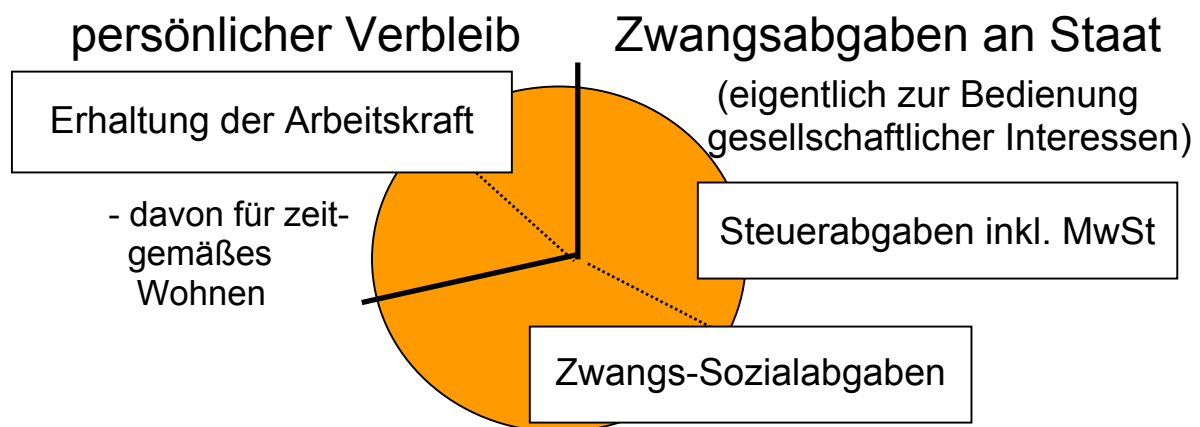 persönlicher Verbleib
Zwangsabgaben an Staat
(eigentlich zur Bedienung
gesellschaftlicher Interessen)
Erhaltung der Arbeitskraft
- davon für zeit-
gemäßes
Wohnen
Steuerabgaben inkl. MwSt
Zwangs-Sozialabgaben